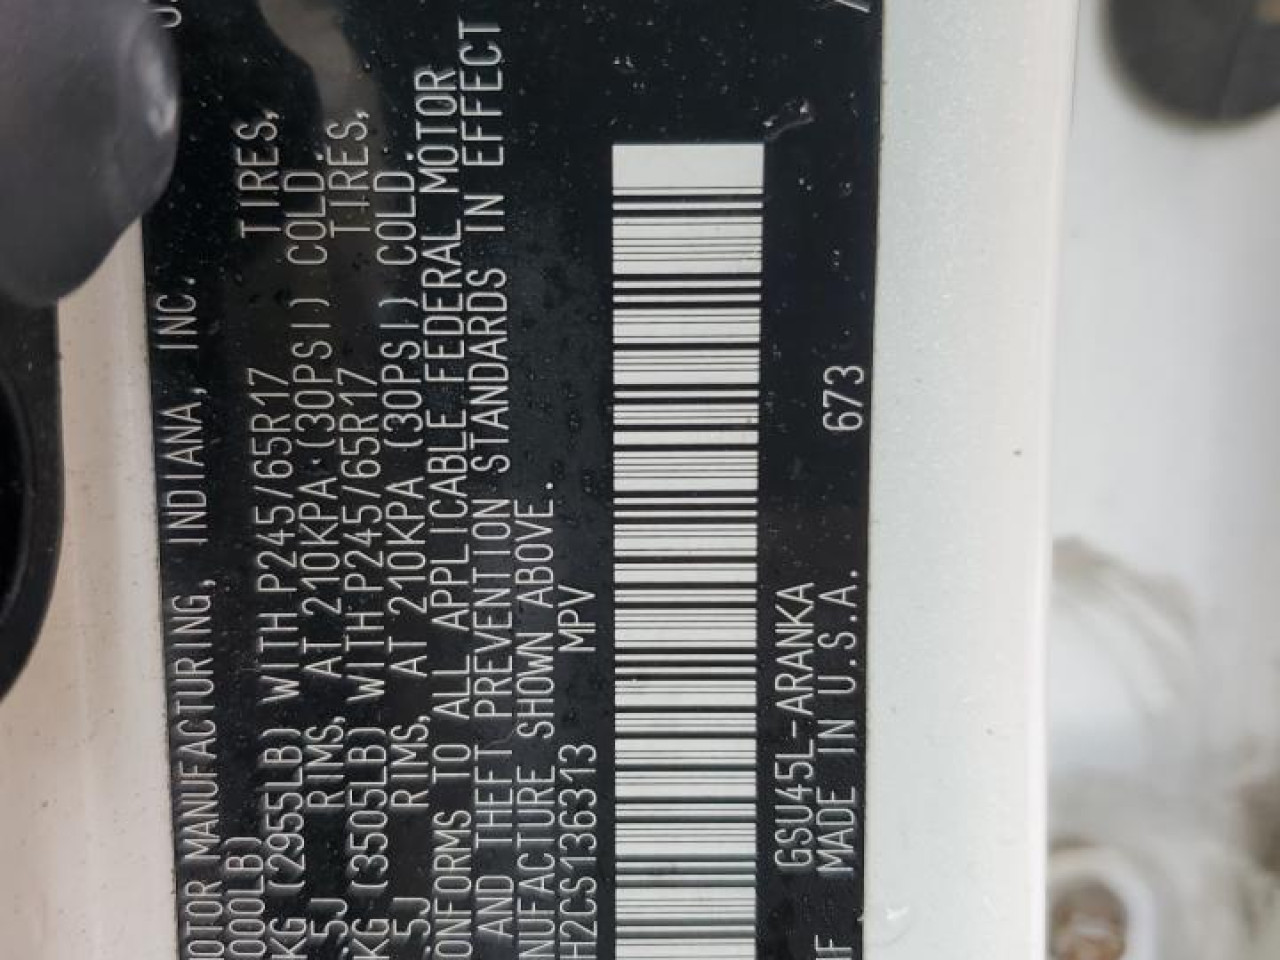 MOTOR MANUFACTURING, INDIANA, INC.
000LB)
KG (2955LB) WITH P245/65R17 TIRES,
.5J RIMS, AT 210KPA (30PSI) COLD.
KG (3505LB) WITH P245/65R17 TIRES,
.5J RIMS, AT 210KPA (30PSI) COLD.
ONFORMS TO ALL APPLICABLE FEDERAL MOTOR
AND THEFT PREVENTION STANDARDS IN EFFECT
NUFACTURE SHOWN ABOVE.
H2CS136313 MPV
GSU45L-ARANKA
MADE IN U.S.A. 673